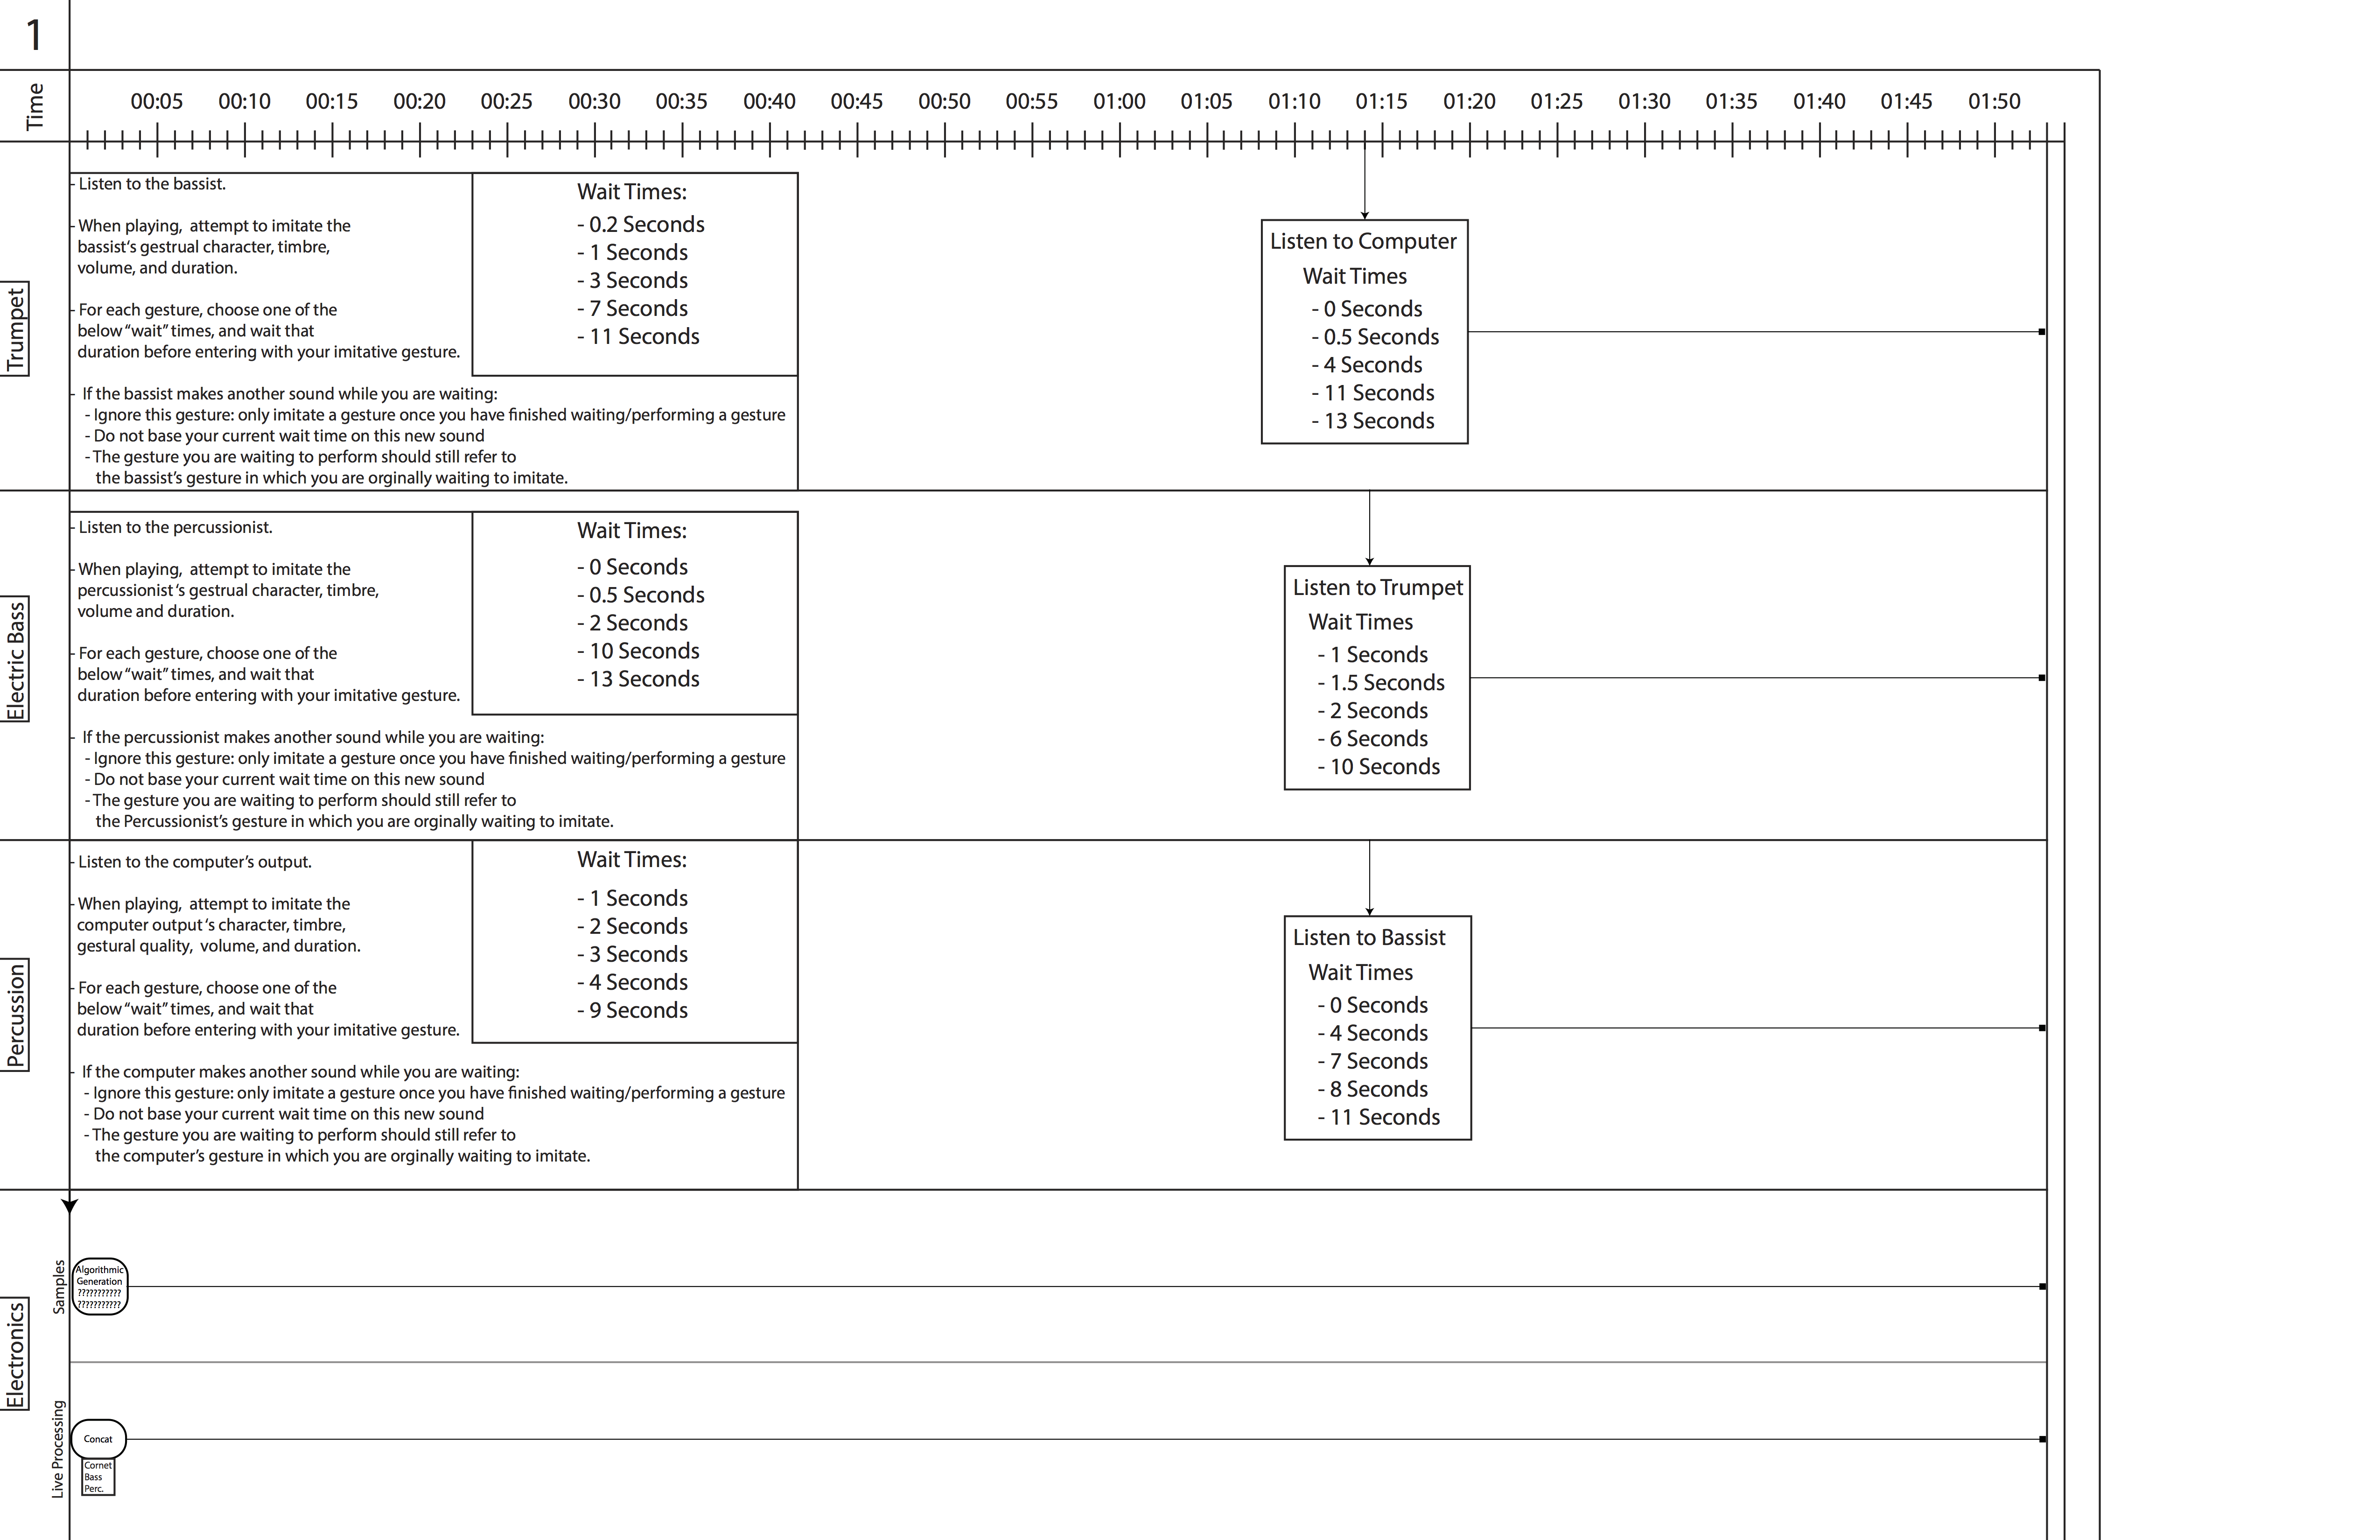 1
Time
00:05 00:10 00:15 00:20 00:25 00:30 00:35 00:40 00:45 00:50 00:55 01:00 01:05 01:10 01:15 01:20 01:25 01:30 01:35 01:40 01:45 01:50
Trumpet
- Listen to the bassist.
- When playing, attempt to imitate the
bassist's gestrual character, timbre,
volume, and duration.
- For each gesture, choose one of the
below "wait" times, and wait that
duration before entering with your imitative gesture.
- If the bassist makes another sound while you are waiting:
- Ignore this gesture: only imitate a gesture once you have finished waiting/performing a gesture
- Do not base your current wait time on this new sound
- The gesture you are waiting to perform should still refer to
the bassist's gesture in which you are orginally waiting to imitate.
Wait Times:
- 0.2 Seconds
- 1 Seconds
- 3 Seconds
- 7 Seconds
- 11 Seconds
Listen to Computer
Wait Times
- 0 Seconds
- 0.5 Seconds
- 4 Seconds
- 11 Seconds
- 13 Seconds
Electric Bass
- Listen to the percussionist.
- When playing, attempt to imitate the
percussionist 's gestrual character, timbre,
volume and duration.
- For each gesture, choose one of the
below "wait" times, and wait that
duration before entering with your imitative gesture.
- If the percussionist makes another sound while you are waiting:
- Ignore this gesture: only imitate a gesture once you have finished waiting/performing a gesture
- Do not base your current wait time on this new sound
- The gesture you are waiting to perform should still refer to
the Percussionist's gesture in which you are orginally waiting to imitate.
Wait Times:
- 0 Seconds
- 0.5 Seconds
- 2 Seconds
- 10 Seconds
- 13 Seconds
Listen to Trumpet
Wait Times
- 1 Seconds
- 1.5 Seconds
- 2 Seconds
- 6 Seconds
- 10 Seconds
Percussion
- Listen to the computer's output.
- When playing, attempt to imitate the
computer output 's character, timbre,
gestural quality, volume, and duration.
- For each gesture, choose one of the
below "wait" times, and wait that
duration before entering with your imitative gesture.
- If the computer makes another sound while you are waiting:
- Ignore this gesture: only imitate a gesture once you have finished waiting/performing a gesture
- Do not base your current wait time on this new sound
- The gesture you are waiting to perform should still refer to
the computer's gesture in which you are orginally waiting to imitate.
Wait Times:
- 1 Seconds
- 2 Seconds
- 3 Seconds
- 4 Seconds
- 9 Seconds
Listen to Bassist
Wait Times
- 0 Seconds
- 4 Seconds
- 7 Seconds
- 8 Seconds
- 11 Seconds
Electronics
Samples
Algorithmic
Generation
???????????
???????????
Live Processing
Concat
Cornet
Bass
Perc.